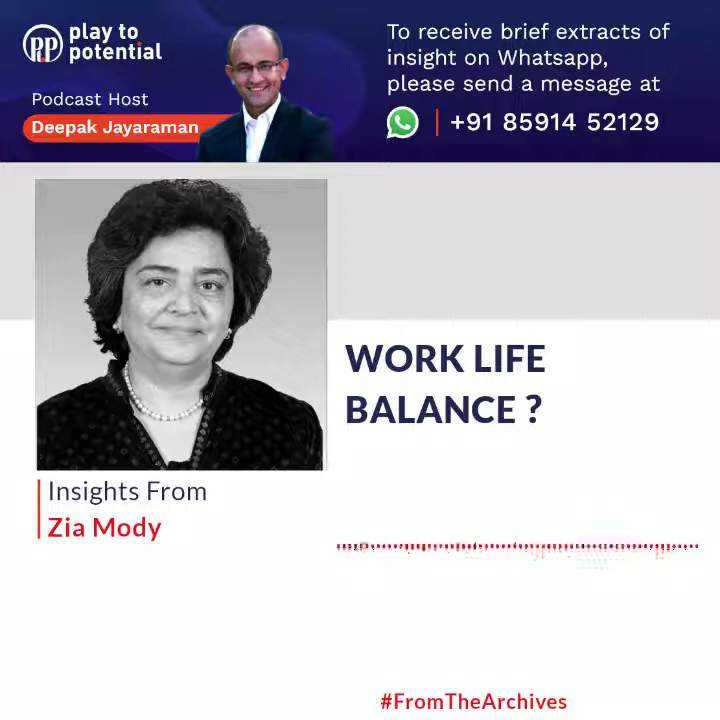 play to
potential
Podcast Host
Deepak Jayaraman
To receive brief extracts of
insight on Whatsapp,
please send a message at
+91 85914 52129
WORK LIFE
BALANCE ?
Insights From
Zia Mody
#FromTheArchives